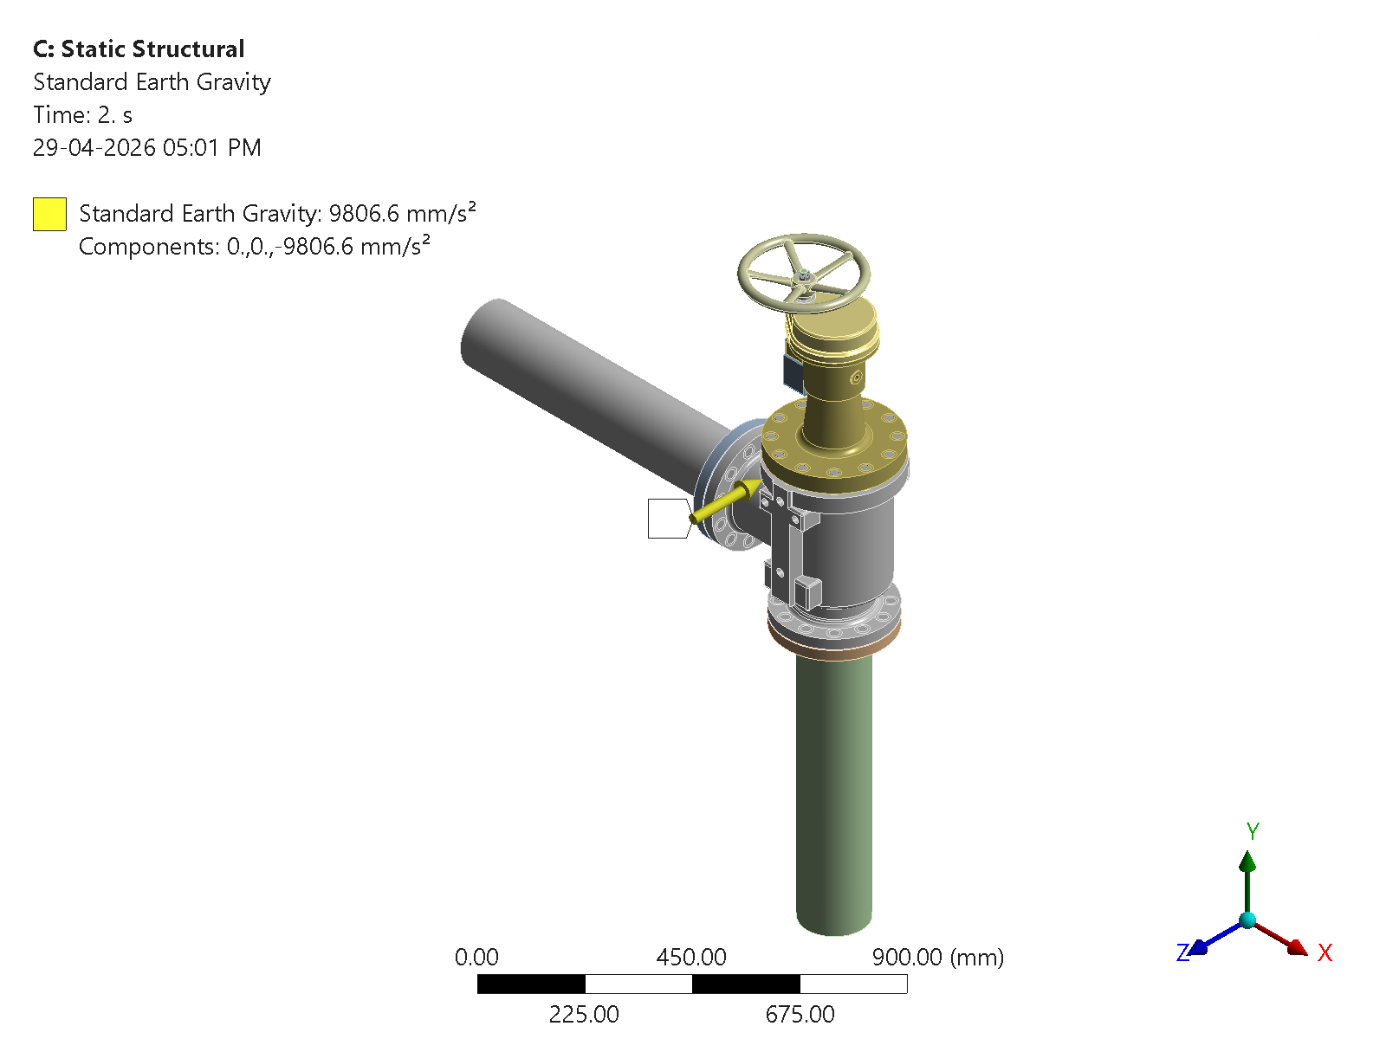 C: Static Structural
Standard Earth Gravity
Time: 2. s
29-04-2026 05:01 PM
Standard Earth Gravity: 9806.6 mm/s²
Components: 0.,0.,-9806.6 mm/s²
Y
Z
X
0.00 450.00 900.00 (mm)
225.00 675.00